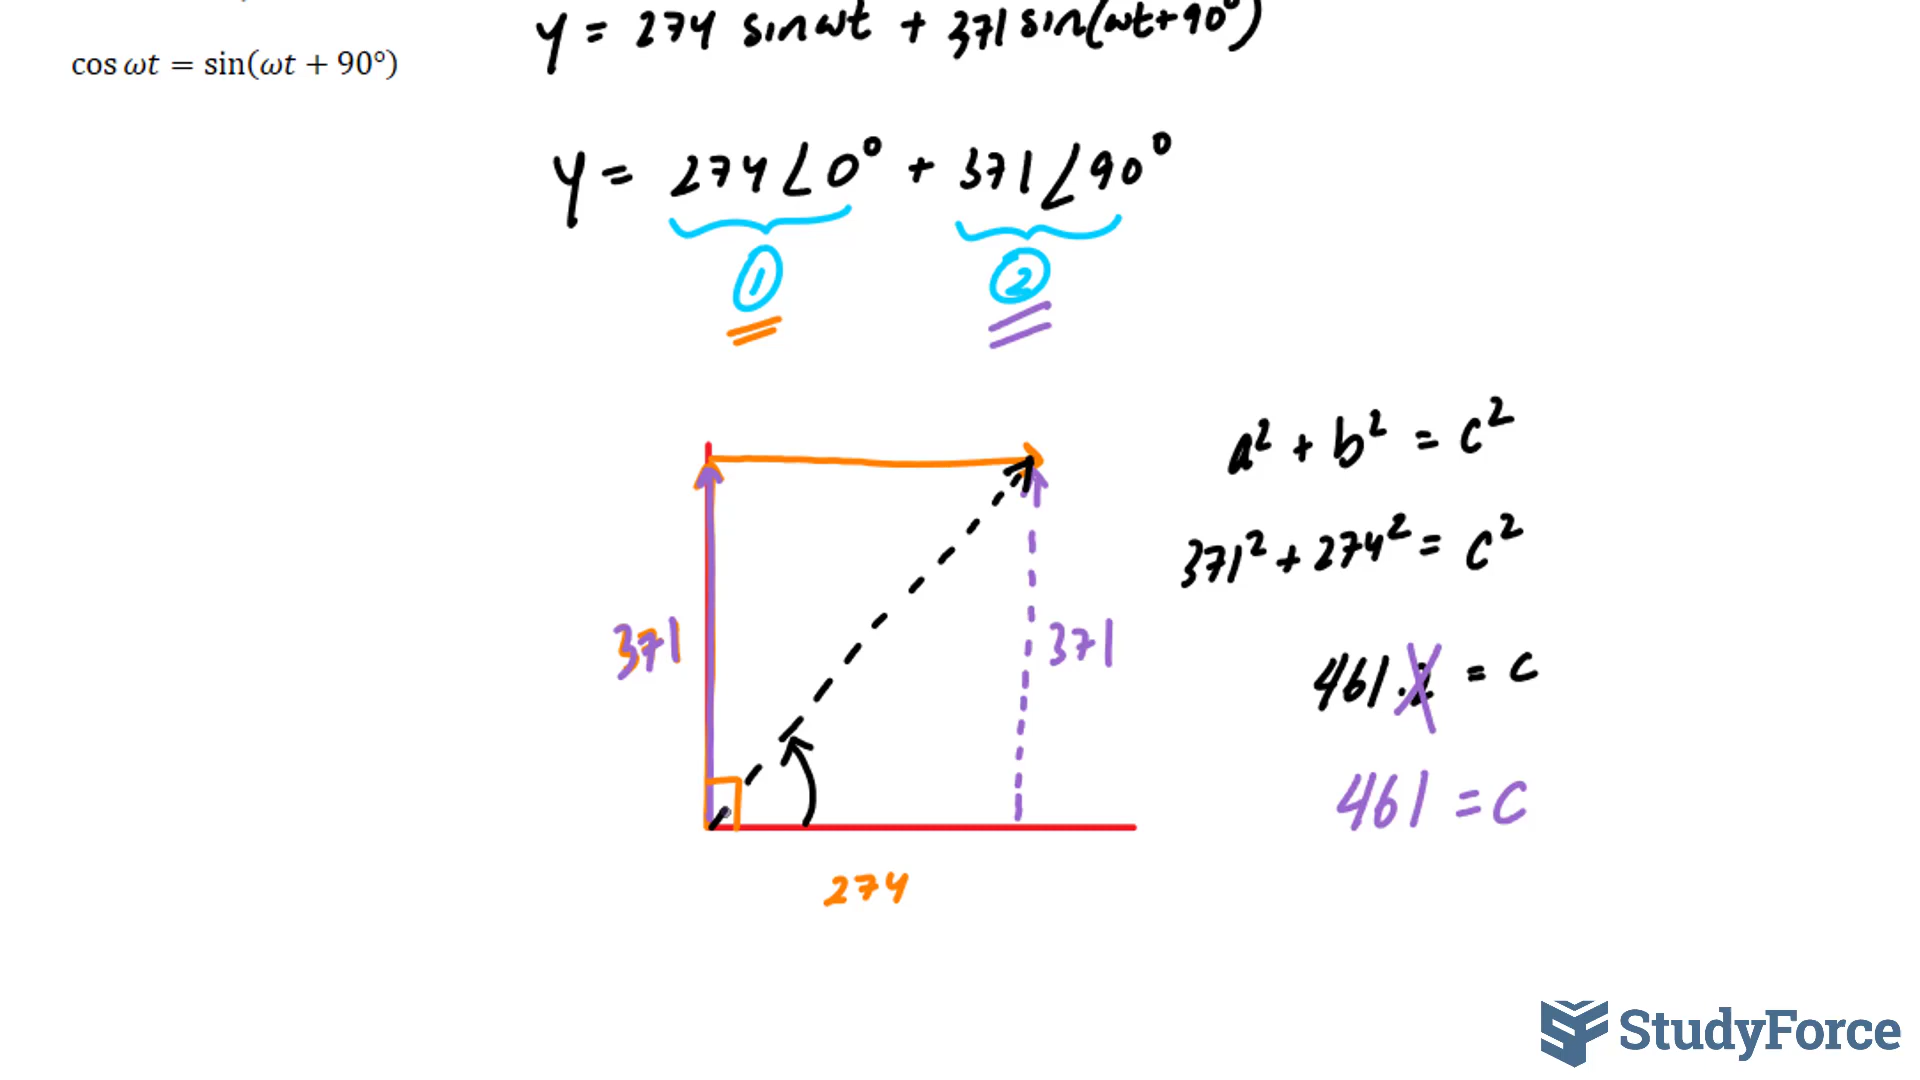 y = 274 sin ωt + 371 sin(ωt+90°)
cos ωt = sin(ωt + 90°)
y = 274∠0° + 371∠90°
1 2
a² + b² = c²
371² + 274² = c²
371 371
461 = c
461 = c
274
StudyForce